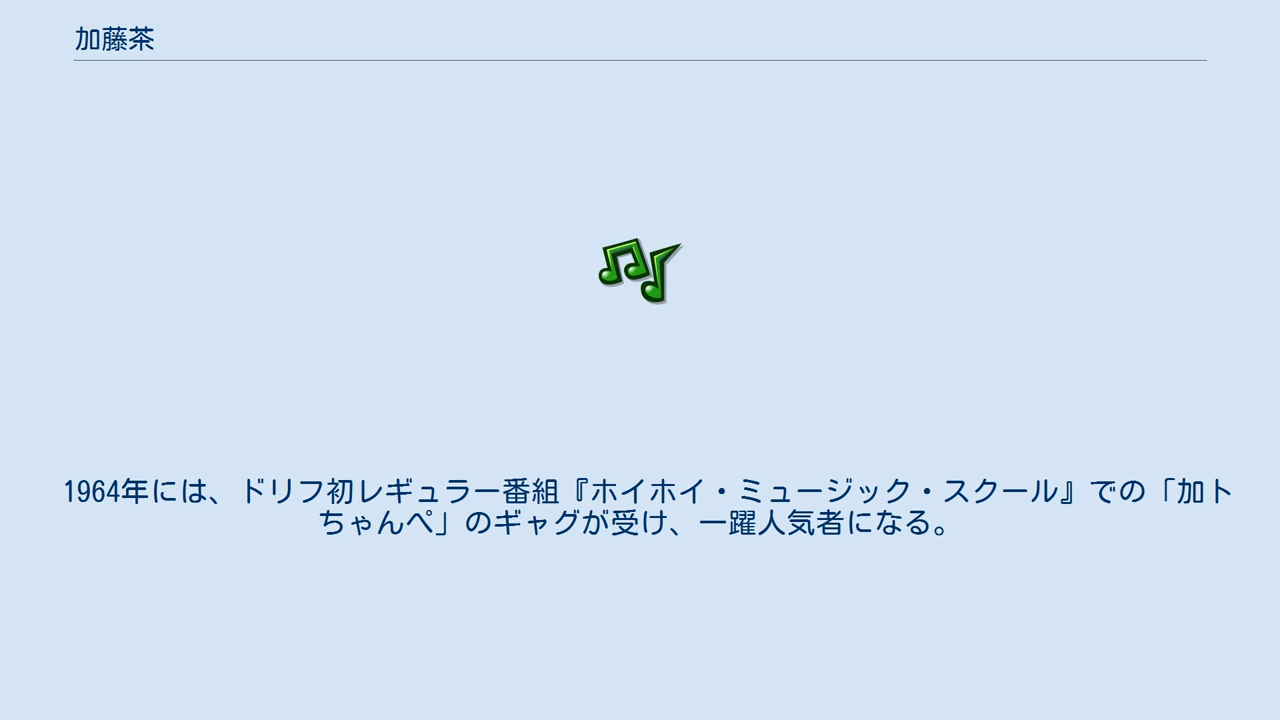 加藤茶
1964年には、ドリフ初レギュラー番組『ホイホイ・ミュージック・スクール』での「加ト
ちゃんぺ」のギャグが受け、一躍人気者になる。